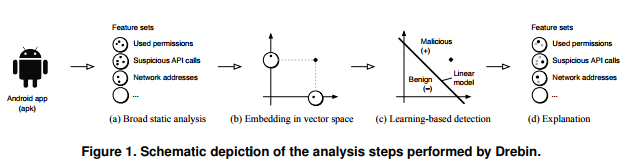 Feature sets
Used permissions
Suspicious API calls
Network addresses
...
Android app
(apk)
(a) Broad static analysis
(b) Embedding in vector space
Malicious
(+)
Benign
(−)
Linear
model
(c) Learning-based detection
Feature sets
Used permissions
Suspicious API calls
Network addresses
...
(d) Explanation
Figure 1. Schematic depiction of the analysis steps performed by Drebin.